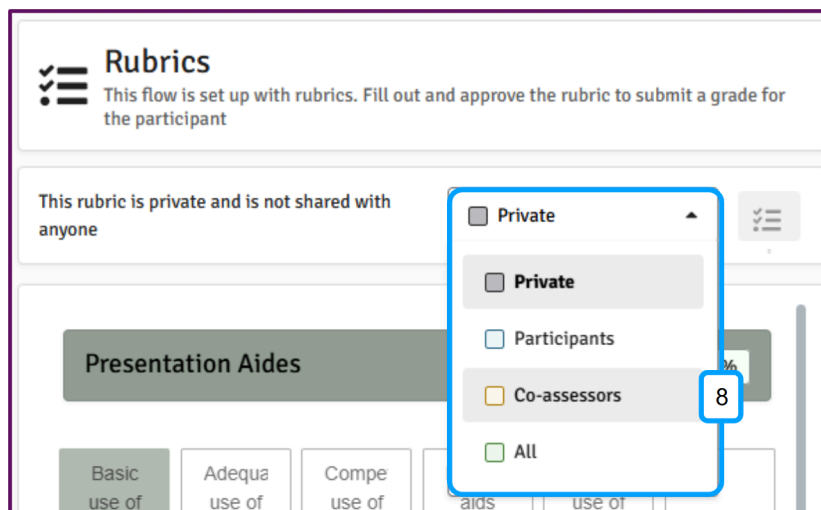 Rubrics
This flow is set up with rubrics. Fill out and approve the rubric to submit a grade for
the participant
This rubric is private and is not shared with
anyone
Private
Private
Participants
Co-assessors
All
8
Presentation Aides
%
Basic
use of
Adequa
use of
Compe
use of
aids
use of